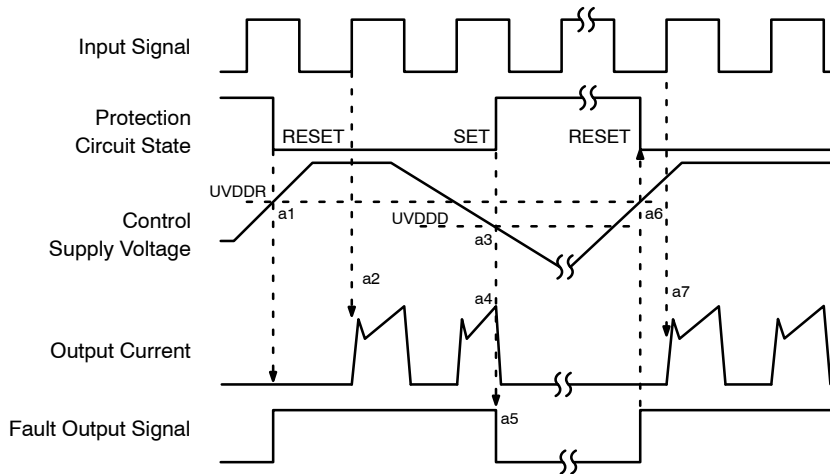 Input Signal
Protection
Circuit State
RESET
SET
RESET
UVDDR
a1
a6
Control
Supply Voltage
UVDDD
a3
a2
a4
a7
Output Current
Fault Output Signal
a5